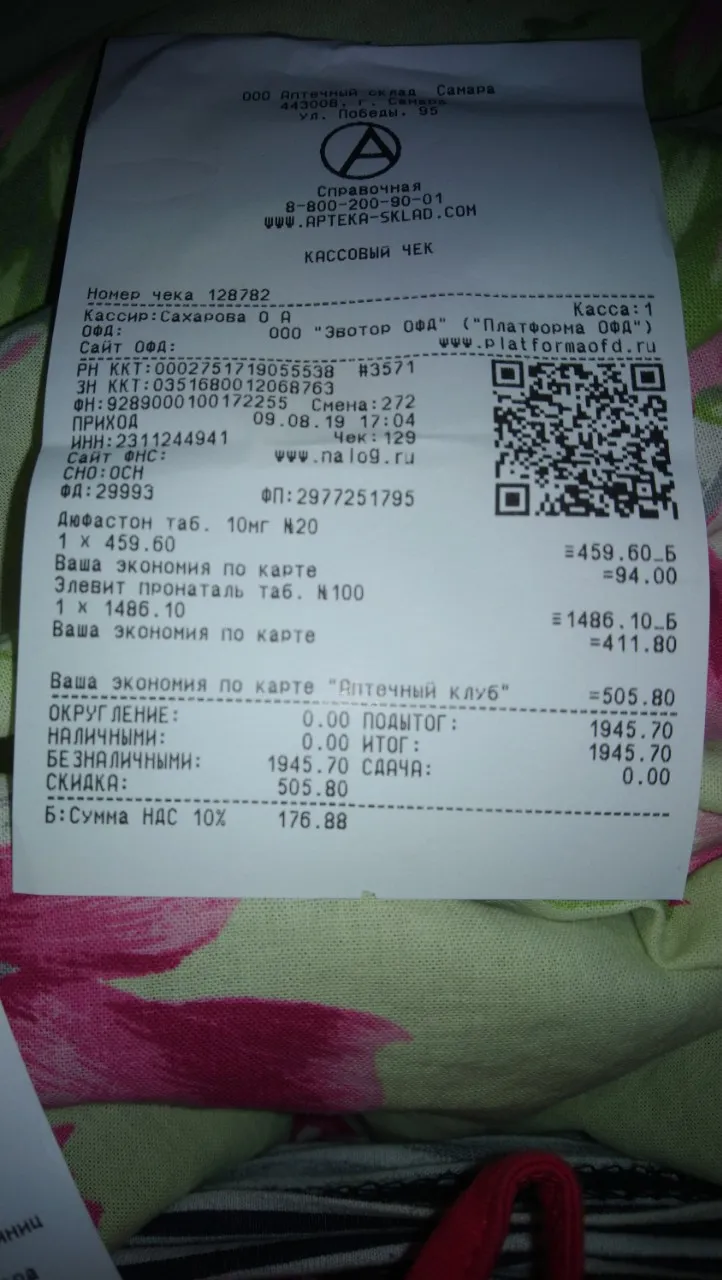 ООО Аптечный склад Самара
443008, г. Самара
ул. Победы. 95
A
Справочная
8-800-200-90-01
WWW.APTEKA-SKLAD.COM
КАССОВЫЙ ЧЕК
Номер чека 128782
Кассир:Сахарова О А Касса:1
ОФД: ООО "Эвотор ОФД" ("Платформа ОФД")
Сайт ОФД: www.platformaofd.ru
РН ККТ:0002751719055538 #3571
ЗН ККТ:0351680012068763
ФН:9289000100172255 Смена:272
ПРИХОД 09.08.19 17:04
ИНН:2311244941 Чек:129
Сайт ФНС: www.nalog.ru
СНО:ОСН
ФД:29993 ФП:2977251795
Дюфастон таб. 10мг N20
1 x 459.60 ≡459.60_Б
Ваша экономия по карте =94.00
Элевит пронаталь таб. N100
1 x 1486.10 ≡1486.10_Б
Ваша экономия по карте =411.80
Ваша экономия по карте "Аптечный клуб" =505.80
ОКРУГЛЕНИЕ: 0.00 ПОДЫТОГ: 1945.70
НАЛИЧНЫМИ: 0.00 ИТОГ: 1945.70
БЕЗНАЛИЧНЫМИ: 1945.70 СДАЧА: 0.00
СКИДКА: 505.80
Б:Сумма НДС 10% 176.88